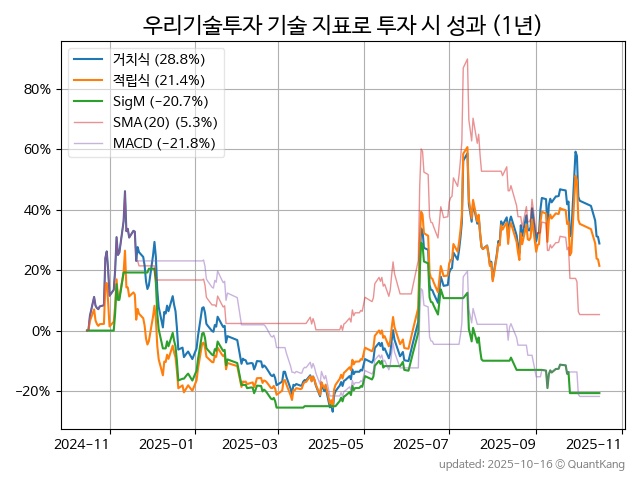 우리기술투자 기술 지표로 투자 시 성과 (1년)
거치식 (28.8%)
적립식 (21.4%)
SigM (−20.7%)
SMA(20) (5.3%)
MACD (−21.8%)
80%
60%
40%
20%
0%
−20%
2024-11 2025-01 2025-03 2025-05 2025-07 2025-09 2025-11
updated: 2025-10-16 © QuantKang